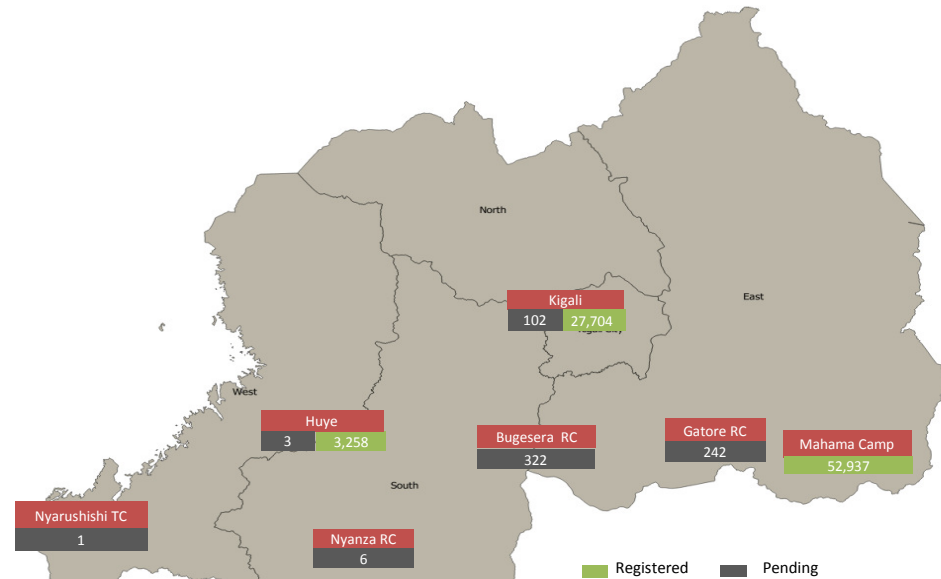 North
East
Kigali
102 27,704
West
Huye
3 3,258
Bugesera RC
322
Gatore RC
242
Mahama Camp
52,937
South
Nyarushishi TC
1
Nyanza RC
6
Registered Pending